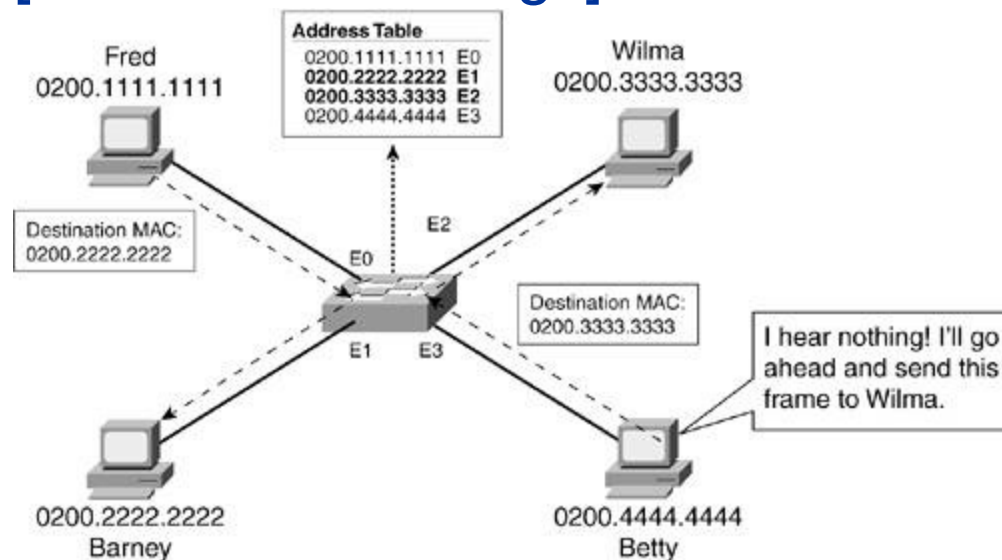 Address Table
0200.1111.1111 E0
0200.2222.2222 E1
0200.3333.3333 E2
0200.4444.4444 E3
Fred
0200.1111.1111
Wilma
0200.3333.3333
Destination MAC:
0200.2222.2222
E2
E0
Destination MAC:
0200.3333.3333
E1 E3
I hear nothing! I'll go
ahead and send this
frame to Wilma.
0200.2222.2222
Barney
0200.4444.4444
Betty